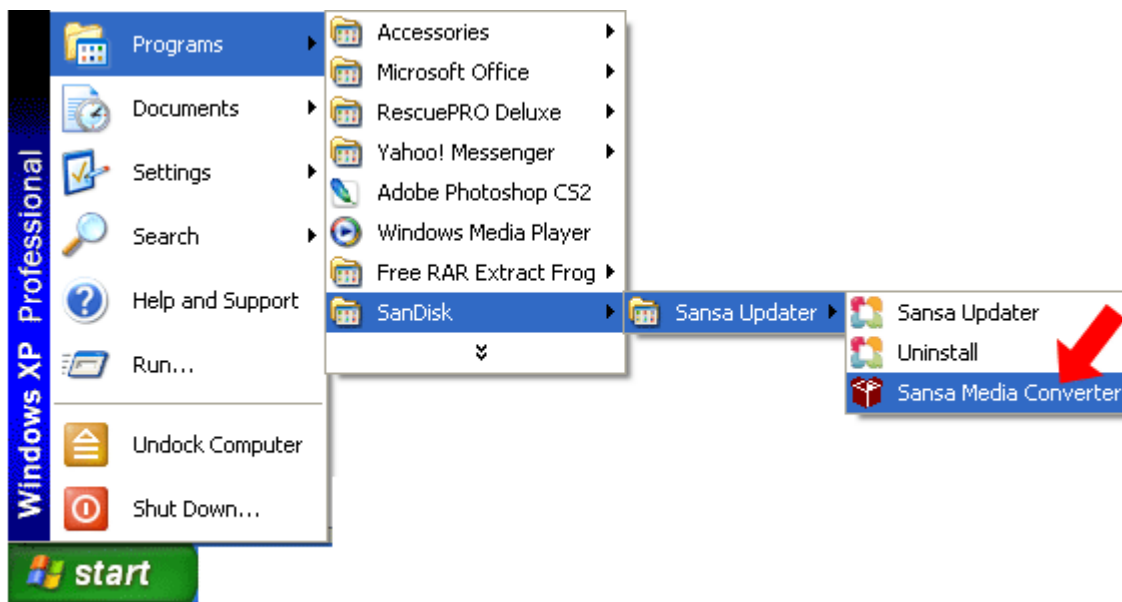 Windows XP Professional
Programs
Documents
Settings
Search
Help and Support
Run...
Undock Computer
Shut Down...
start
Accessories
Microsoft Office
RescuePRO Deluxe
Yahoo! Messenger
Adobe Photoshop CS2
Windows Media Player
Free RAR Extract Frog
SanDisk
Sansa Updater
Sansa Updater
Uninstall
Sansa Media Converter